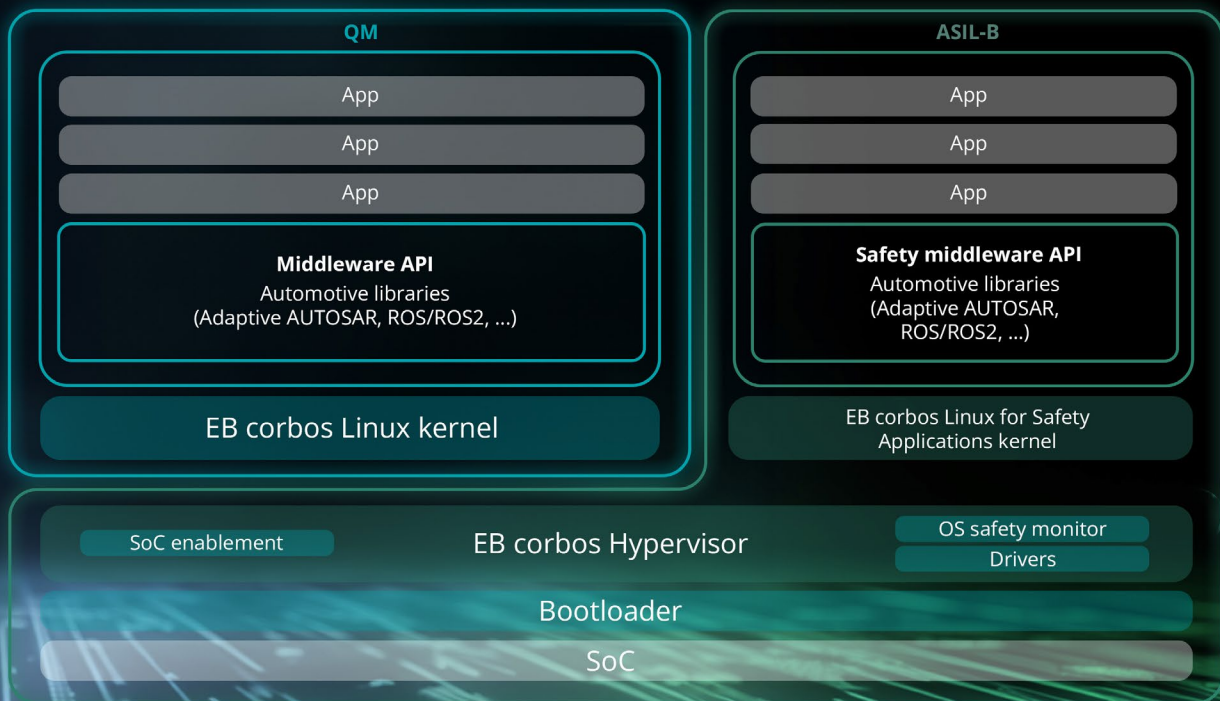 QM
App
App
App
Middleware API
Automotive libraries
(Adaptive AUTOSAR, ROS/ROS2, ...)
EB corbos Linux kernel
ASIL-B
App
App
App
Safety middleware API
Automotive libraries
(Adaptive AUTOSAR,
ROS/ROS2, ...)
EB corbos Linux for Safety
Applications kernel
SoC enablement
EB corbos Hypervisor
OS safety monitor
Drivers
Bootloader
SoC